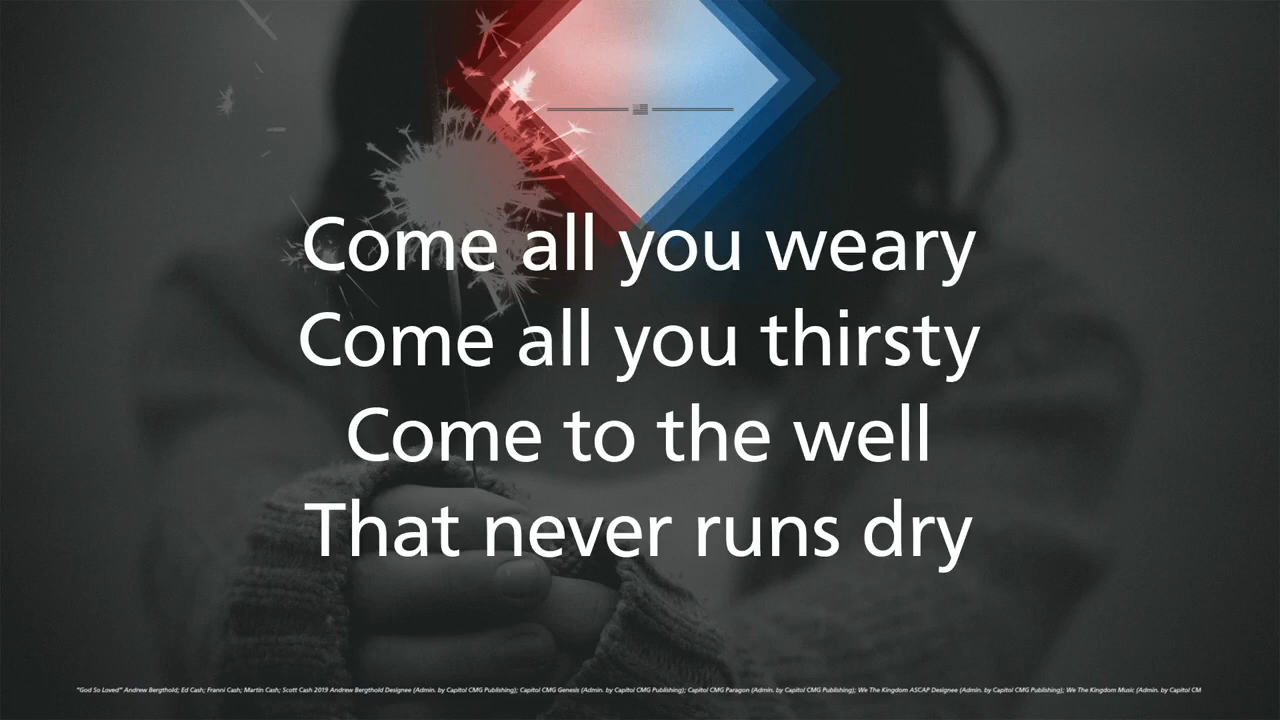 Come all you weary
Come all you thirsty
Come to the well
That never runs dry
"God So Loved" Andrew Bergthold; Ed Cash; Franni Cash; Martin Cash; Scott Cash 2019 Andrew Bergthold Designee (Admin. by Capitol CMG Publishing); Capitol CMG Genesis (Admin. by Capitol CMG Publishing); Capitol CMG Paragon (Admin. by Capitol CMG Publishing); We The Kingdom ASCAP Designee (Admin. by Capitol CMG Publishing); We The Kingdom Music (Admin. by Capitol CM